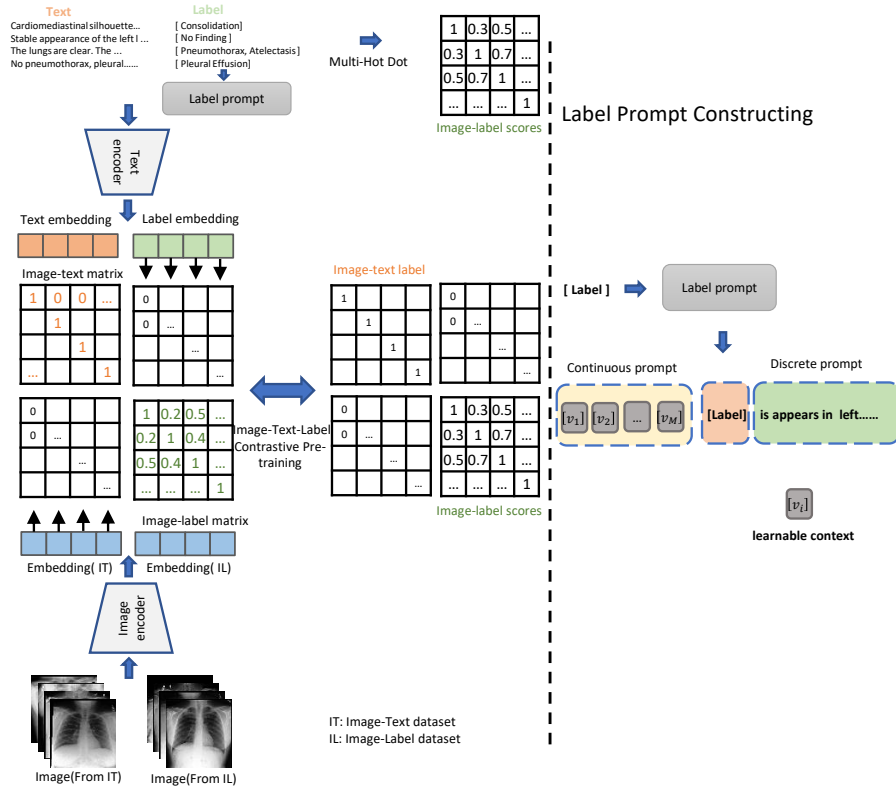 Text
Cardiomediastinal silhouette…
Stable appearance of the left l …
The lungs are clear. The …
No pneumothorax, pleural……
Label
[ Consolidation]
[ No Finding ]
[ Pneumothorax, Atelectasis]
[ Pleural Effusion]
Label prompt
Multi-Hot Dot
1 0.3 0.5 …
0.3 1 0.7 …
0.5 0.7 1 …
… … … 1
Image-label scores
Text encoder
Text embedding
Label embedding
Image-text matrix
1 0 0 …
1
1
… 1
0
0 …
…
…
0
0 …
…
…
1 0.2 0.5 …
0.2 1 0.4 …
0.5 0.4 1 …
… … … 1
Image-label matrix
Embedding( IT)
Embedding( IL)
Image encoder
Image(From IT)
Image(From IL)
Image-Text-Label
Contrastive Pre-
training
Image-text label
1
1
1
1
0
0 …
…
…
0
0 …
…
…
1 0.3 0.5 …
0.3 1 0.7 …
0.5 0.7 1 …
… … … 1
Image-label scores
IT: Image-Text dataset
IL: Image-Label dataset
Label Prompt Constructing
[ Label ]
Label prompt
Continuous prompt
Discrete prompt
[v1] [v2] … [vM]
[Label]
is appears in left……
[vi]
learnable context